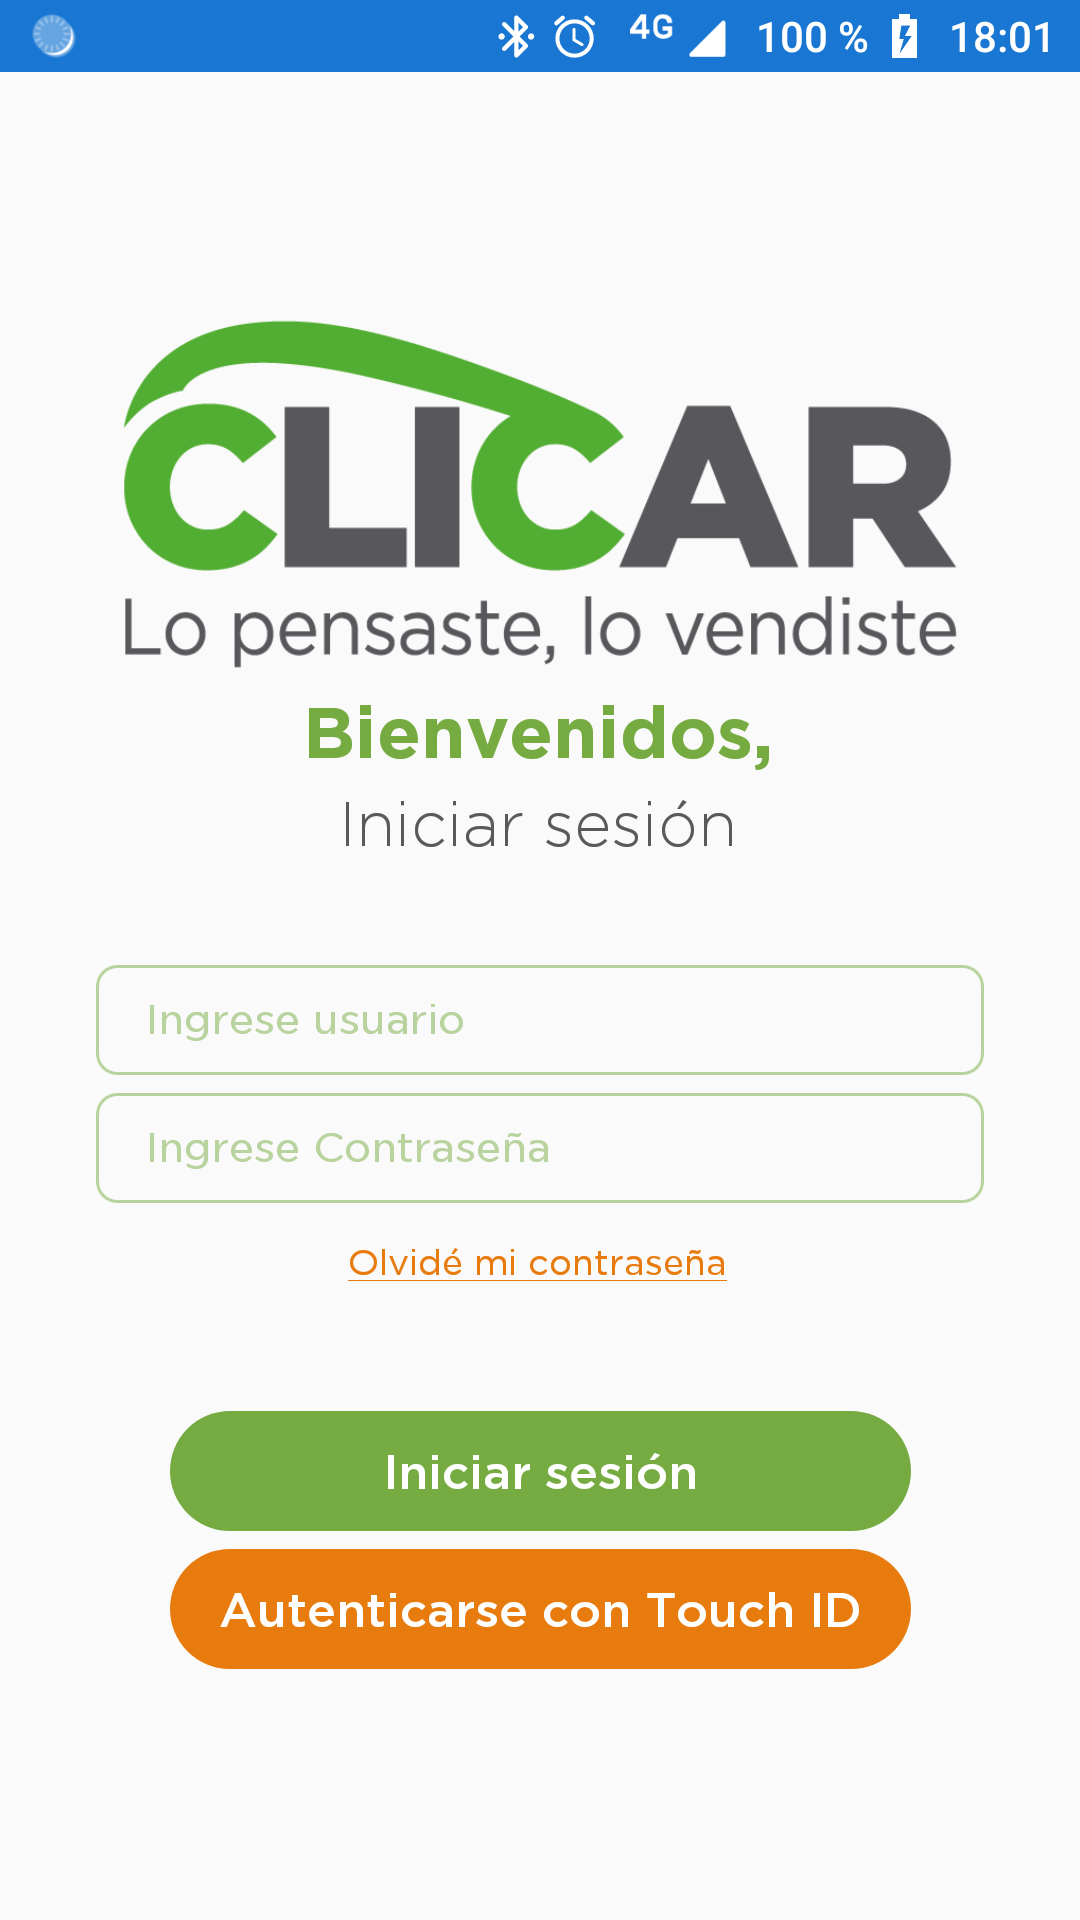 4G 100 % 18:01
CLICAR
Lo pensaste, lo vendiste
Bienvenidos,
Iniciar sesión
Ingrese usuario
Ingrese Contraseña
Olvidé mi contraseña
Iniciar sesión
Autenticarse con Touch ID